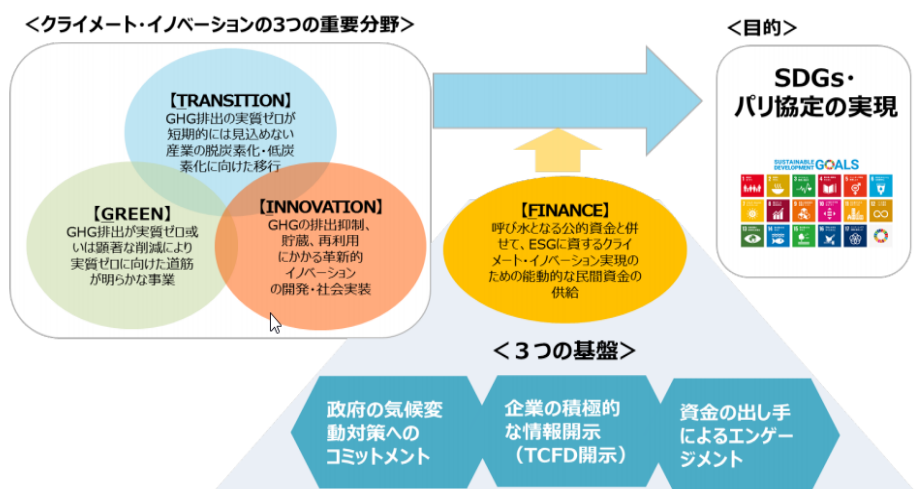 ＜クライメート・イノベーションの3つの重要分野＞
【TRANSITION】
GHG排出の実質ゼロが
短期的には見込めない
産業の脱炭素化・低炭
素化に向けた移行
【GREEN】
GHG排出が実質ゼロ或
いは顕著な削減により
実質ゼロに向けた道筋
が明らかな事業
【INNOVATION】
GHGの排出抑制、
貯蔵、再利用
にかかる革新的
イノベーション
の開発・社会実装
【FINANCE】
呼び水となる公的資金と併
せて、ESGに資するクライ
メート・イノベーション実現の
ための能動的な民間資金の
供給
＜目的＞
SDGs・
パリ協定の実現
SUSTAINABLE
DEVELOPMENT GOALS
＜３つの基盤＞
政府の気候変
動対策への
コミットメント
企業の積極的
な情報開示
（TCFD開示）
資金の出し手
によるエンゲー
ジメント